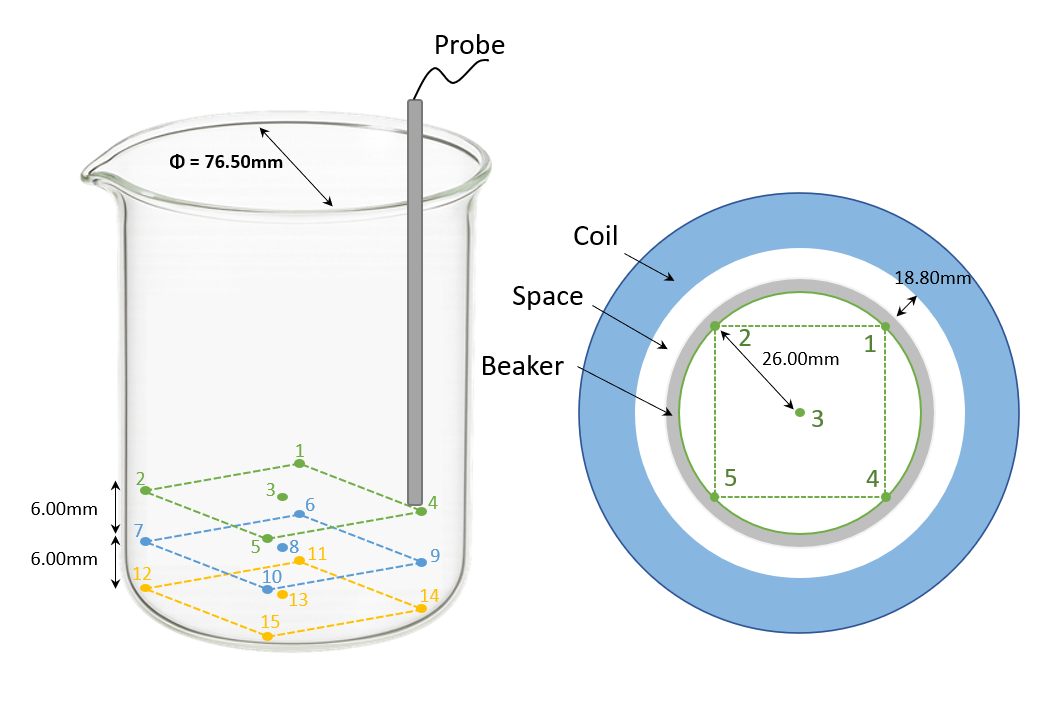 Probe
Φ = 76.50mm
Coil
18.80mm
Space
2
1
26.00mm
Beaker
3
1
2
3
4
5
4
6.00mm
6
7
5
8
9
6.00mm
11
10
12
13
14
15